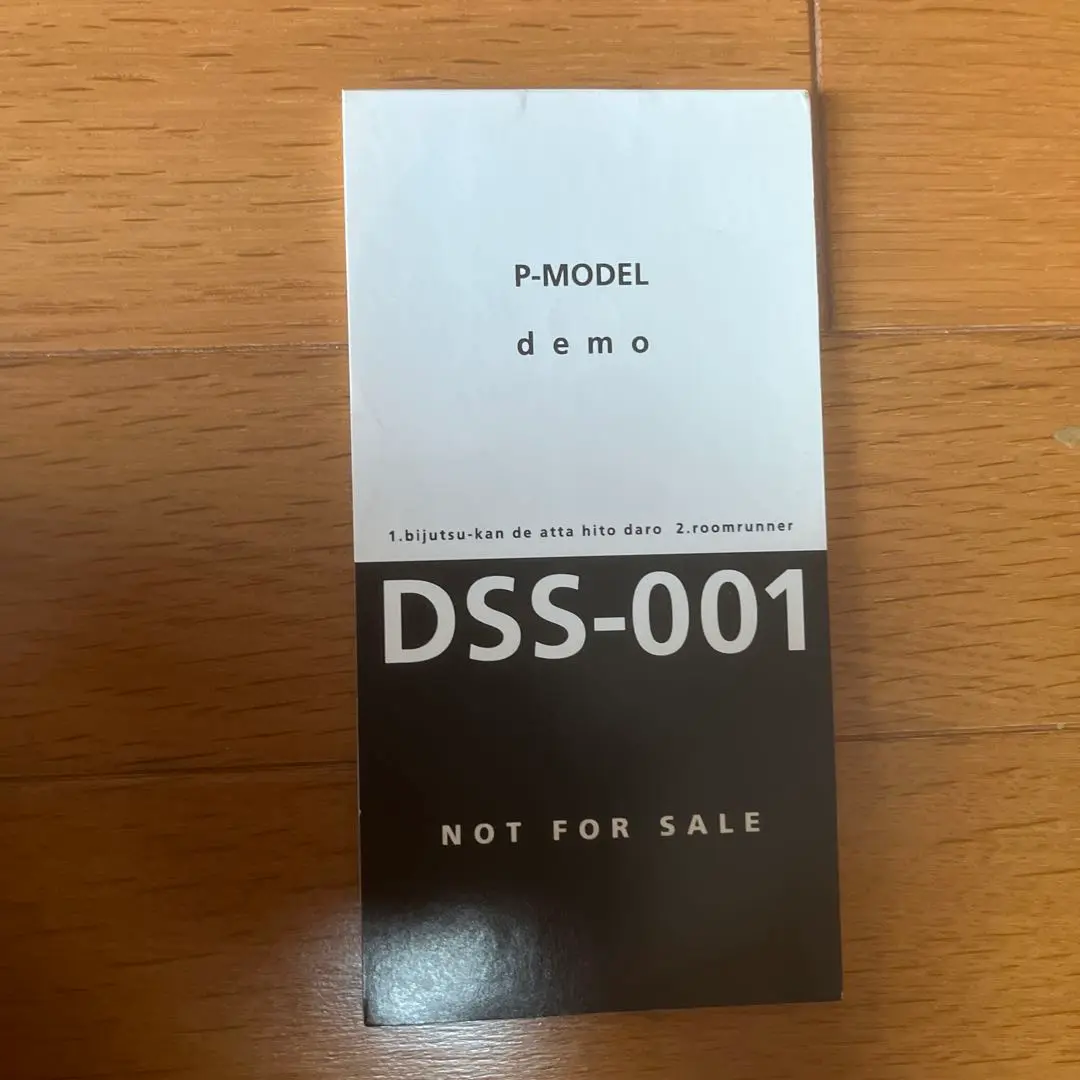 P-MODEL
demo
1.bijutsu-kan de atta hito daro 2.roomrunner
DSS-001
NOT FOR SALE